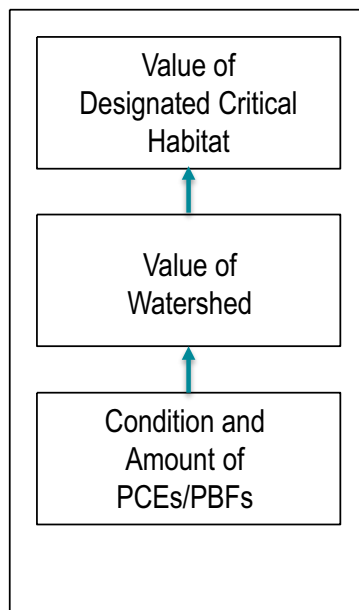 Value of
Designated Critical
Habitat
Value of
Watershed
Condition and
Amount of
PCEs/PBFs